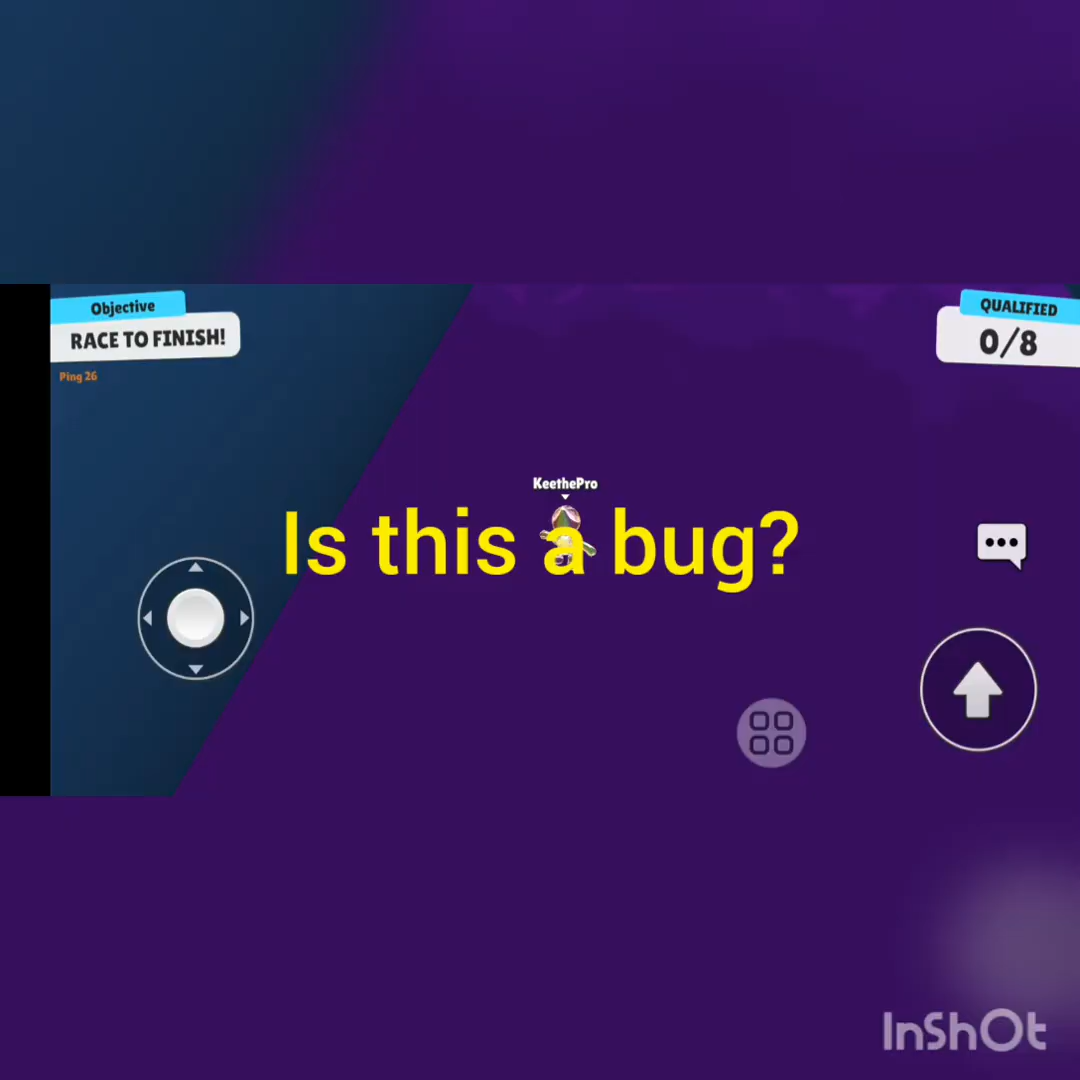 Objective
RACE TO FINISH!
Ping 26
QUALIFIED
0/8
KeethePro
Is this a bug?
InShOt